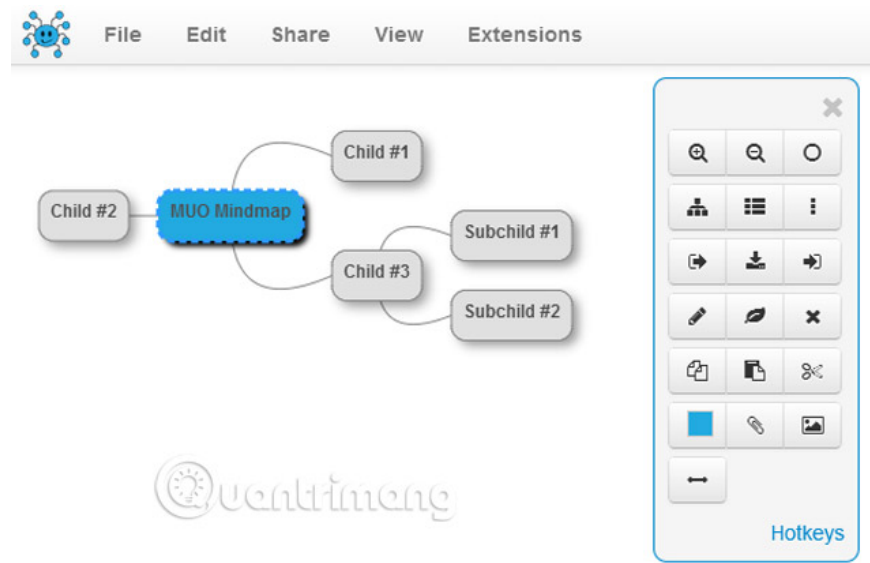 File Edit Share View Extensions
Child #1
Child #2
MUO Mindmap
Subchild #1
Child #3
Subchild #2
Quantrimang
Hotkeys